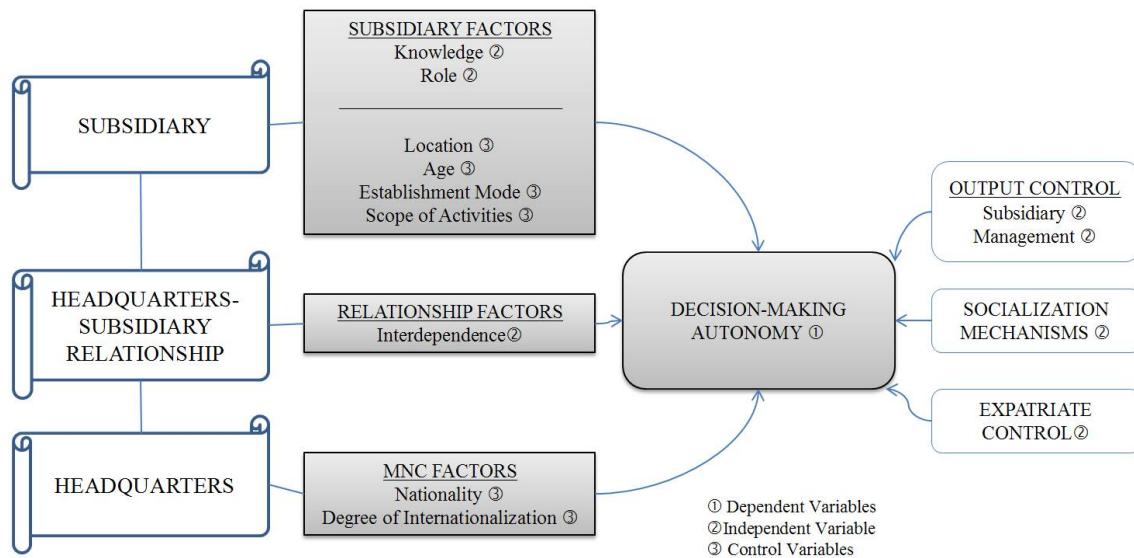 SUBSIDIARY
HEADQUARTERS-
SUBSIDIARY
RELATIONSHIP
HEADQUARTERS
SUBSIDIARY FACTORS
Knowledge ②
Role ②
Location ③
Age ③
Establishment Mode ③
Scope of Activities ③
RELATIONSHIP FACTORS
Interdependence②
MNC FACTORS
Nationality ③
Degree of Internationalization ③
DECISION-MAKING
AUTONOMY ①
OUTPUT CONTROL
Subsidiary ②
Management ②
SOCIALIZATION
MECHANISMS ②
EXPATRIATE
CONTROL②
① Dependent Variables
②Independent Variable
③ Control Variables